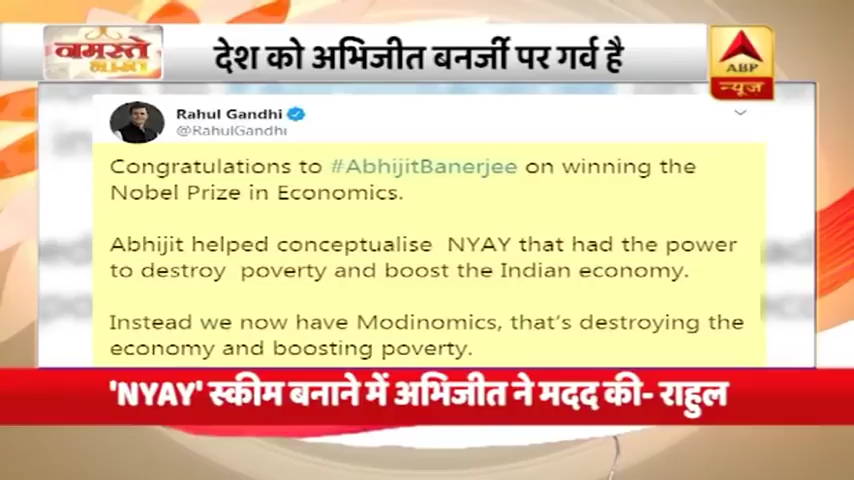 नमस्ते
भारत
देश को अभिजीत बनर्जी पर गर्व है
ABP
न्यूज़
Rahul Gandhi
@RahulGandhi
Congratulations to #AbhijitBanerjee on winning the
Nobel Prize in Economics.
Abhijit helped conceptualise NYAY that had the power
to destroy poverty and boost the Indian economy.
Instead we now have Modinomics, that's destroying the
economy and boosting poverty.
'NYAY' स्कीम बनाने में अभिजीत ने मदद की- राहुल